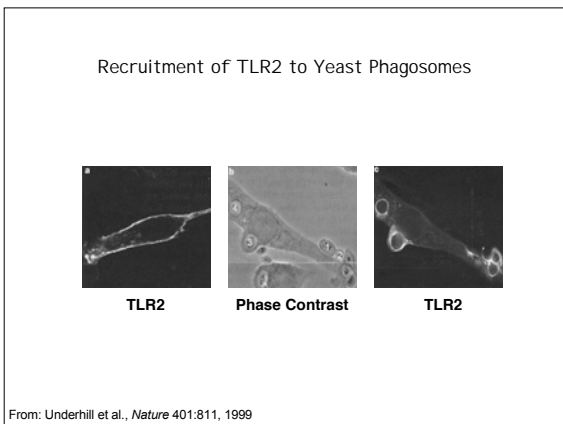 Recruitment of TLR2 to Yeast Phagosomes
a
b
c
TLR2
Phase Contrast
TLR2
From: Underhill et al., Nature 401:811, 1999